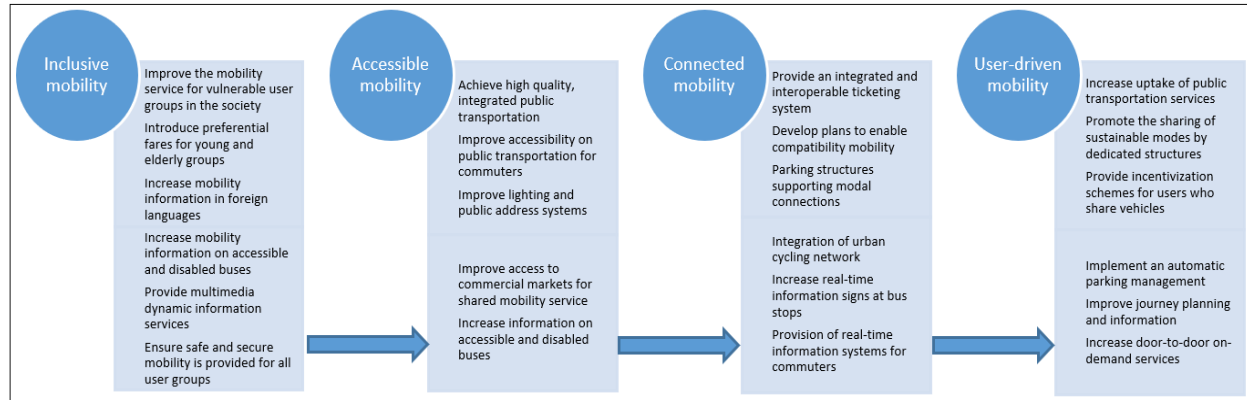 Inclusive
mobility
Improve the mobility
service for vulnerable user
groups in the society
Introduce preferential
fares for young and
elderly groups
Increase mobility
information in foreign
languages
Increase mobility
information on accessible
and disabled buses
Provide multimedia
dynamic information
services
Ensure safe and secure
mobility is provided for all
user groups
Accessible
mobility
Achieve high quality,
integrated public
transportation
Improve accessibility on
public transportation for
commuters
Improve lighting and
public address systems
Improve access to
commercial markets for
shared mobility service
Increase information on
accessible and disabled
buses
Connected
mobility
Provide an integrated and
interoperable ticketing
system
Develop plans to enable
compatibility mobility
Parking structures
supporting modal
connections
Integration of urban
cycling network
Increase real-time
information signs at bus
stops
Provision of real-time
information systems for
commuters
User-driven
mobility
Increase uptake of public
transportation services
Promote the sharing of
sustainable modes by
dedicated structures
Provide incentivization
schemes for users who
share vehicles
Implement an automatic
parking management
Improve journey planning
and information
Increase door-to-door on-
demand services